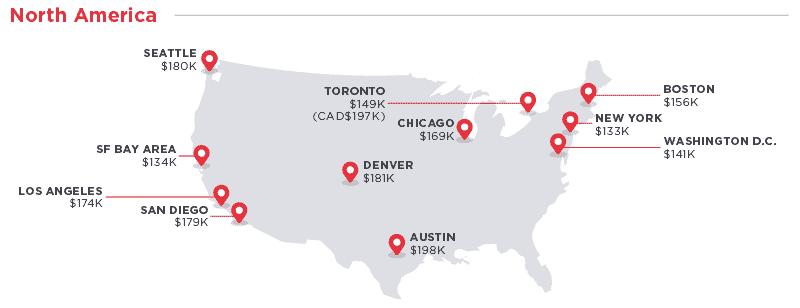 North America
SEATTLE
$180K
TORONTO
$149K
(CAD$197K)
BOSTON
$156K
CHICAGO
$169K
NEW YORK
$133K
WASHINGTON D.C.
$141K
SF BAY AREA
$134K
DENVER
$181K
LOS ANGELES
$174K
SAN DIEGO
$179K
AUSTIN
$198K